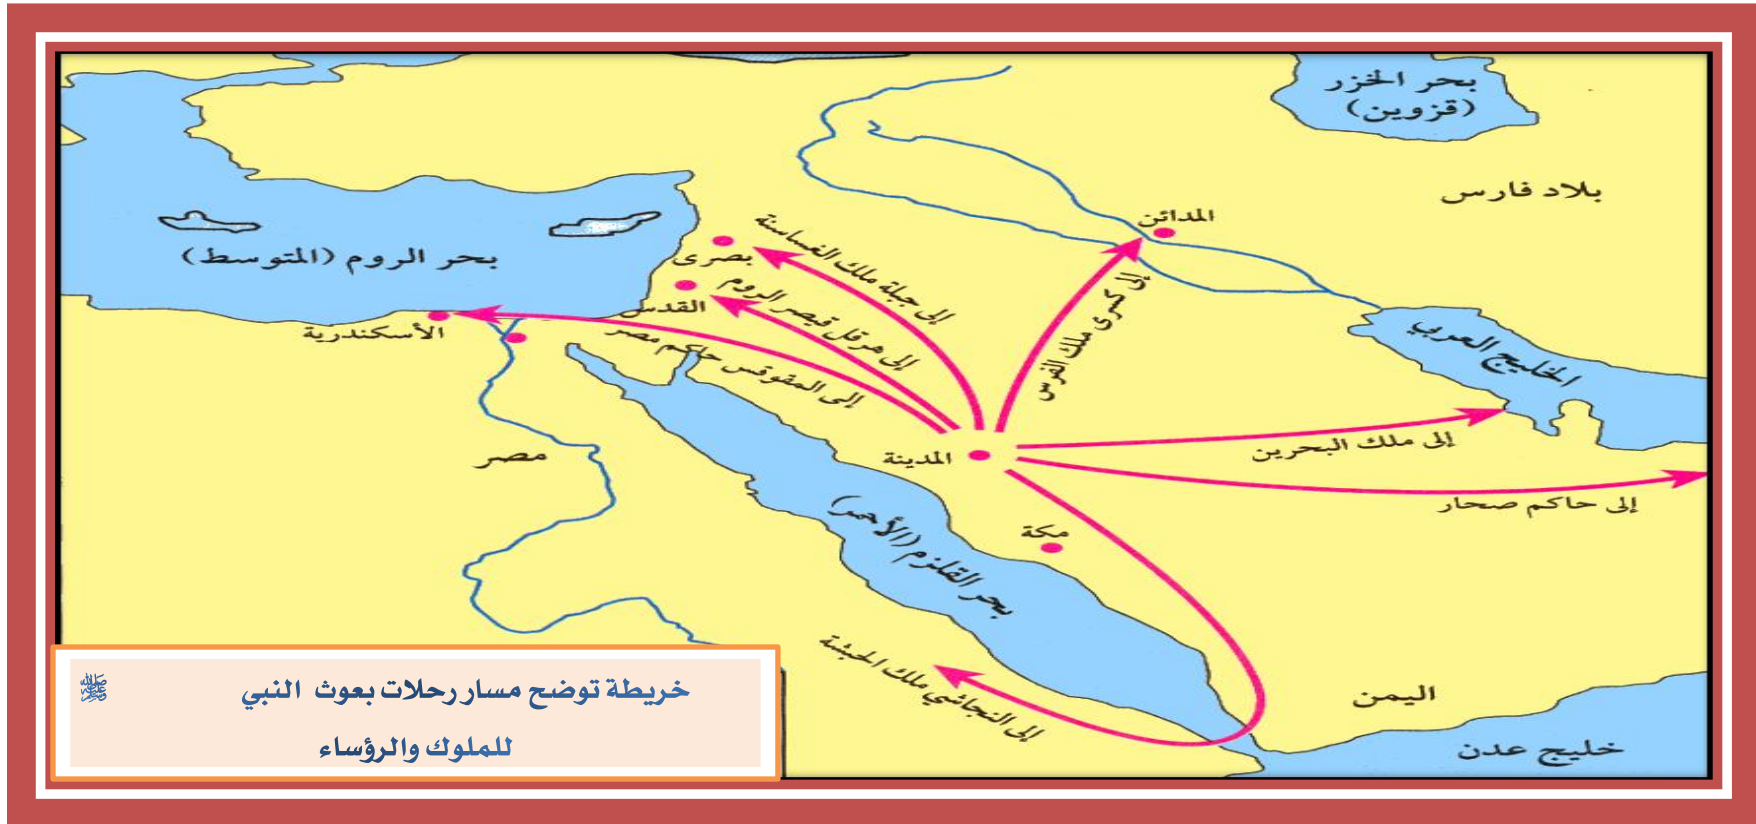 بحر الخزر
(قزوين)
بلاد فارس
المدائن
بصرى
إلى جبلة ملك الغساسنة
بحر الروم (المتوسط)
القدس
إلى هرقل قيصر الروم
إلى كسرى ملك الفرس
الأسكندرية
إلى المقوقس حاكم مصر
الخليج العربي
إلى ملك البحرين
المدينة
مصر
إلى حاكم صحار
مكة
بحر القلزم (الأحمر)
إلى النجاشي ملك الحبشة
اليمن
خليج عدن
خريطة توضح مسار رحلات بعوث النبي ﷺ
للملوك والرؤساء